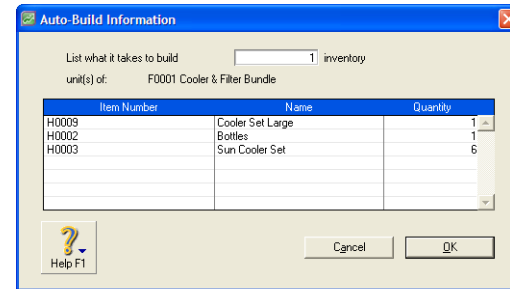 Auto-Build Information
List what it takes to build 1 inventory
unit(s) of: F0001 Cooler & Filter Bundle
Item Number Name Quantity
H0009 Cooler Set Large 1
H0002 Bottles 1
H0003 Sun Cooler Set 6
Help F1
Cancel
OK